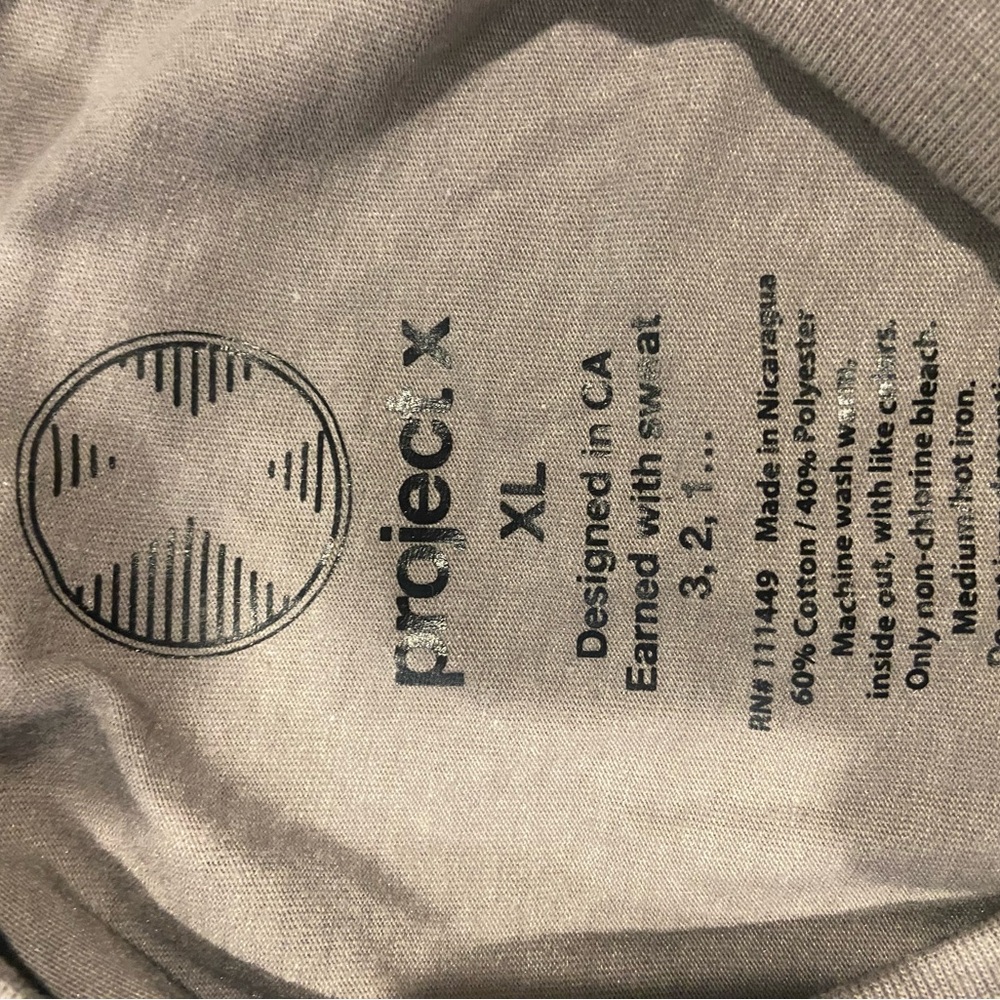 project x
XL
Designed in CA
Earned with sweat
3, 2, 1...
RN# 111449 Made in Nicaragua
60% Cotton / 40% Polyester
Machine wash warm,
inside out, with like colors.
Only non-chlorine bleach.
Medium hot iron.